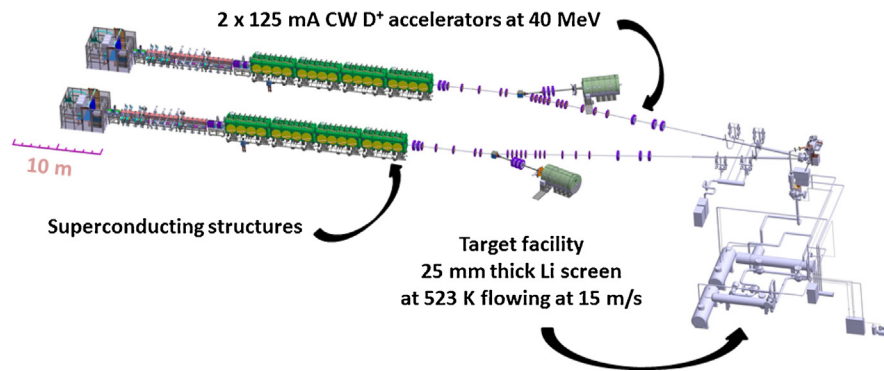 2 x 125 mA CW D⁺ accelerators at 40 MeV
10 m
Superconducting structures
Target facility
25 mm thick Li screen
at 523 K flowing at 15 m/s